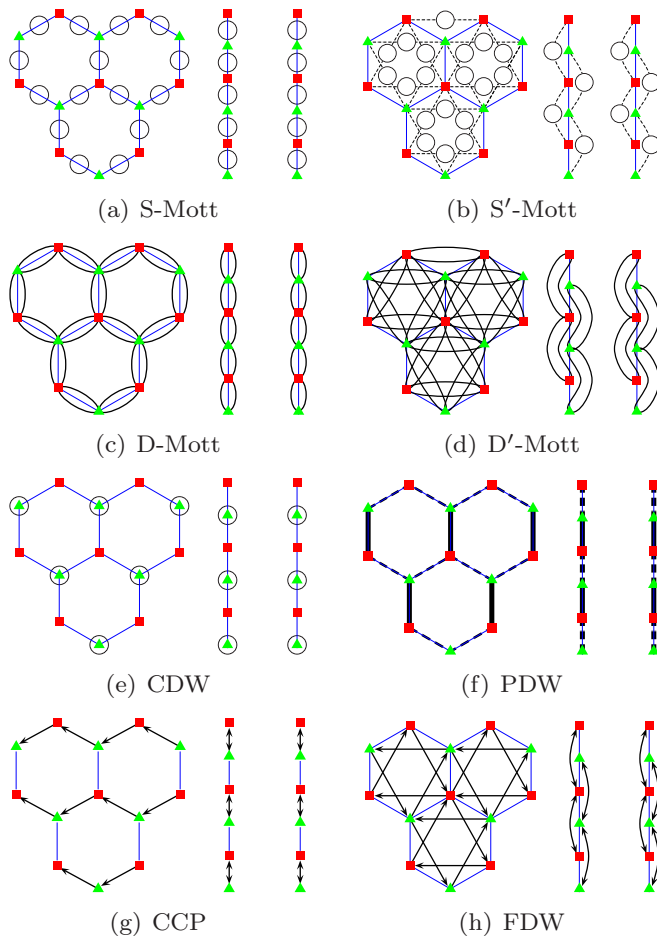 (a) S-Mott
(b) S′-Mott
(c) D-Mott
(d) D′-Mott
(e) CDW
(f) PDW
(g) CCP
(h) FDW